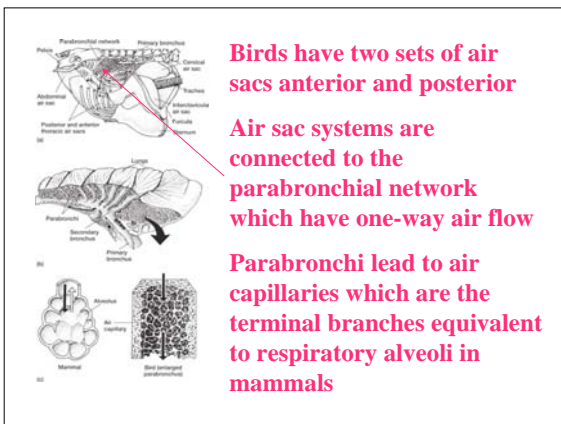 Parabronchial network
Primary bronchus
Pelvis
Cervical
air sac
Trachea
Interclavicular
air sac
Furcula
Sternum
Abdominal
air sac
Posterior and anterior
thoracic air sacs
(a)
Lungs
Parabronchi
Secondary
bronchus
Primary
bronchus
(b)
Alveolus
Air
capillary
Mammal
Bird (enlarged
parabronchus)
(c)
Birds have two sets of air
sacs anterior and posterior
Air sac systems are
connected to the
parabronchial network
which have one-way air flow
Parabronchi lead to air
capillaries which are the
terminal branches equivalent
to respiratory alveoli in
mammals